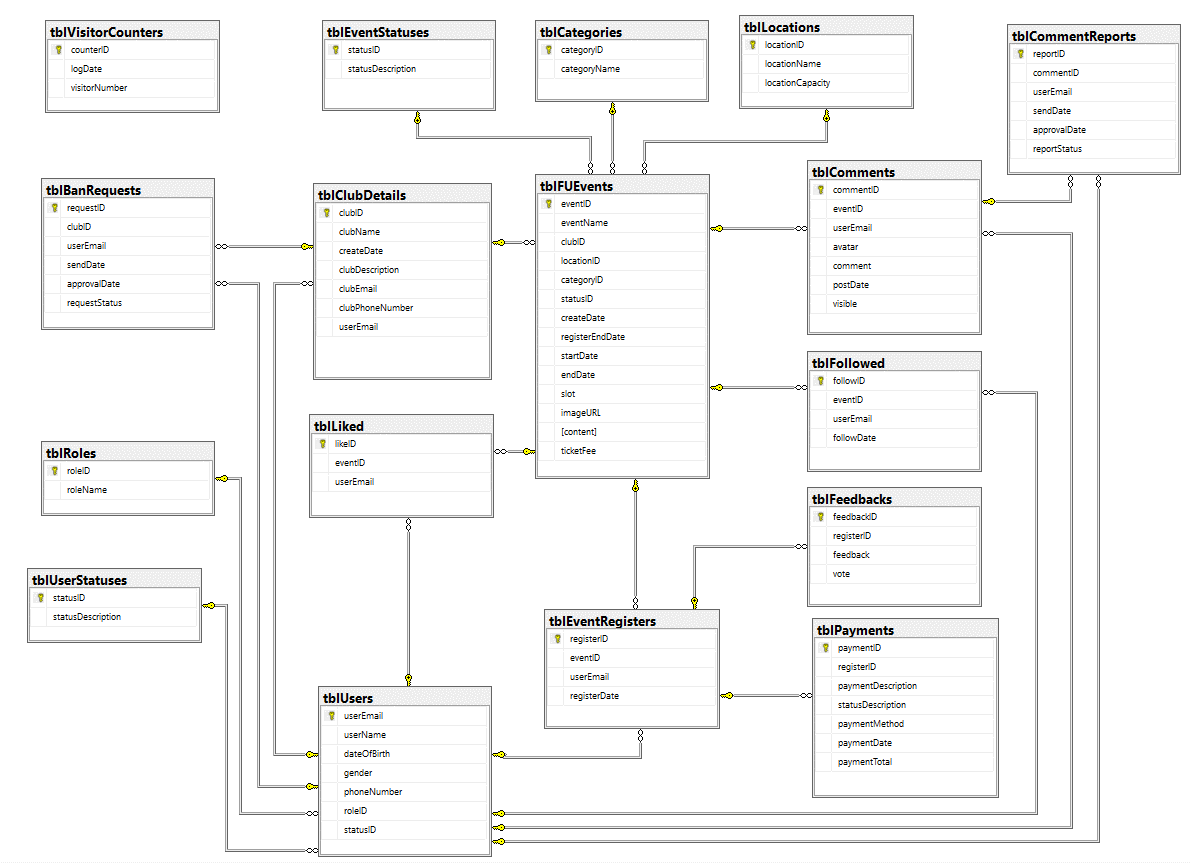 tblVisitorCounters
counterID
logDate
visitorNumber
tblEventStatuses
statusID
statusDescription
tblCategories
categoryID
categoryName
tblLocations
locationID
locationName
locationCapacity
tblCommentReports
reportID
commentID
userEmail
sendDate
approvalDate
reportStatus
tblBanRequests
requestID
clubID
userEmail
sendDate
approvalDate
requestStatus
tblClubDetails
clubID
clubName
createDate
clubDescription
clubEmail
clubPhoneNumber
userEmail
tblFUEvents
eventID
eventName
clubID
locationID
categoryID
statusID
createDate
registerEndDate
startDate
endDate
slot
imageURL
[content]
ticketFee
tblComments
commentID
eventID
userEmail
avatar
comment
postDate
visible
tblFollowed
followID
eventID
userEmail
followDate
tblLiked
likeID
eventID
userEmail
tblRoles
roleID
roleName
tblFeedbacks
feedbackID
registerID
feedback
vote
tblUserStatuses
statusID
statusDescription
tblEventRegisters
registerID
eventID
userEmail
registerDate
tblPayments
paymentID
registerID
paymentDescription
statusDescription
paymentMethod
paymentDate
paymentTotal
tblUsers
userEmail
userName
dateOfBirth
gender
phoneNumber
roleID
statusID